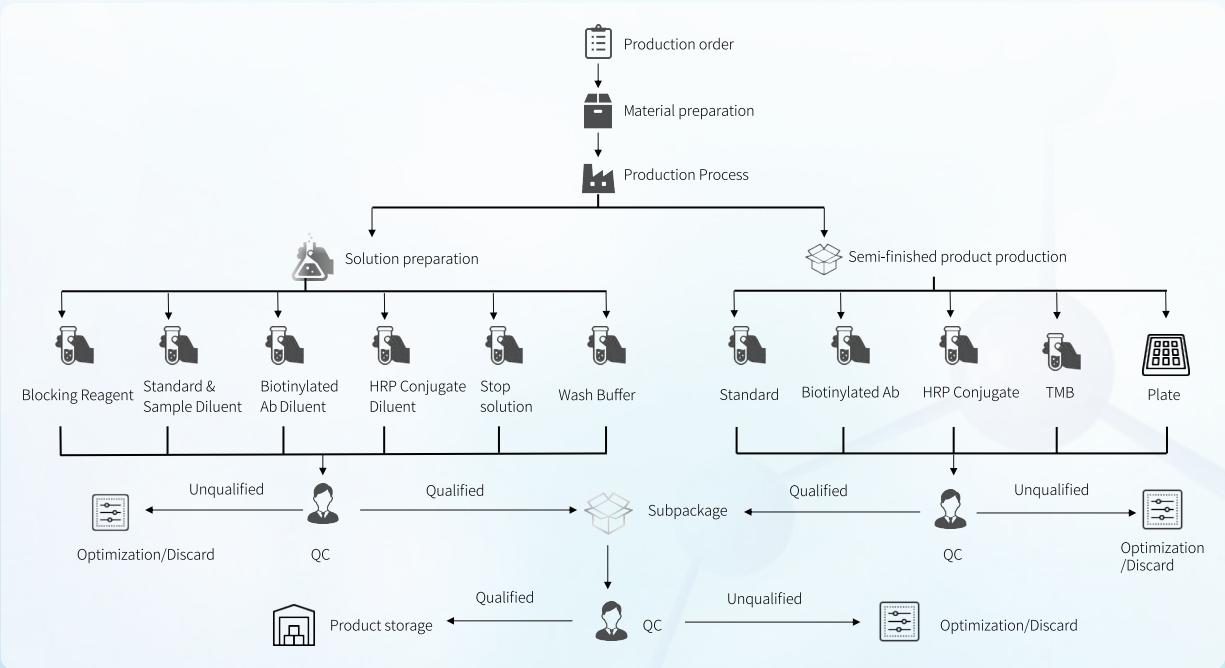 Production order
Material preparation
Production Process
Solution preparation
Semi-finished product production
Blocking Reagent
Standard &
Sample Diluent
Biotinylated
Ab Diluent
HRP Conjugate
Diluent
Stop
solution
Wash Buffer
Standard
Biotinylated Ab
HRP Conjugate
TMB
Plate
Unqualified
Qualified
Qualified
Unqualified
Subpackage
Optimization/Discard
QC
QC
Optimization
/Discard
Qualified
Unqualified
Product storage
QC
Optimization/Discard